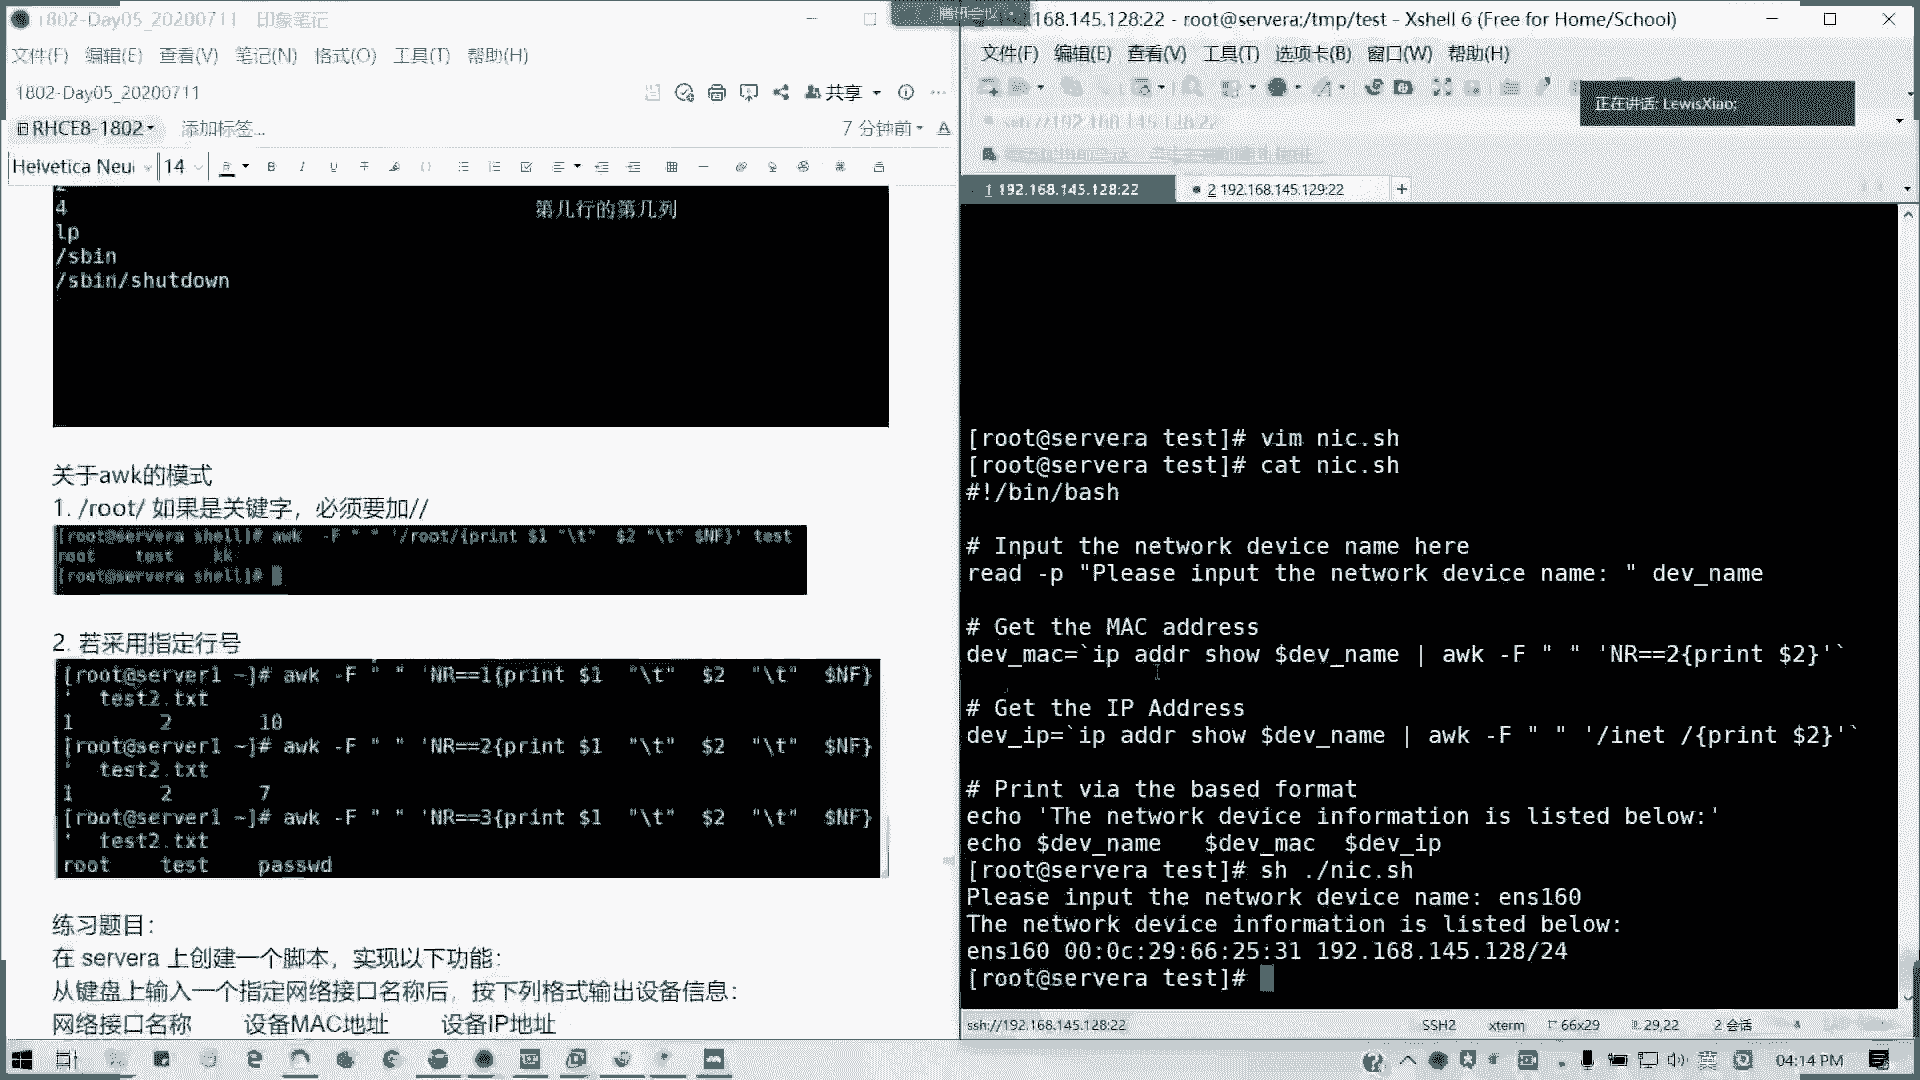 1802-Day05_20200711 - 印象笔记
文件(F) 编辑(E) 查看(V) 笔记(N) 格式(O) 工具(T) 帮助(H)
1802-Day05_20200711
共享
RHCE8-1802
添加标签...
7 分钟前
Helvetica Neu 14
4 第几行的第几列
lp
/sbin
/sbin/shutdown
关于awk的模式
1. /root/ 如果是关键字，必须要加//
[root@servera shell]# awk -F " " '/root/{print $1 "\t" $2 "\t" $NF}' test
root test kk
[root@servera shell]#
2. 若采用指定行号
[root@server1 ~]# awk -F " " 'NR==1{print $1 "\t" $2 "\t" $NF}
' test2.txt
1 2 10
[root@server1 ~]# awk -F " " 'NR==2{print $1 "\t" $2 "\t" $NF}
' test2.txt
1 2 7
[root@server1 ~]# awk -F " " 'NR==3{print $1 "\t" $2 "\t" $NF}
' test2.txt
root test passwd
练习题目：
在 servera 上创建一个脚本，实现以下功能：
从键盘上输入一个指定网络接口名称后，按下列格式输出设备信息：
网络接口名称 设备MAC地址 设备IP地址
腾讯会议
168.145.128:22 - root@servera:/tmp/test - Xshell 6 (Free for Home/School)
文件(F) 编辑(E) 查看(V) 工具(T) 选项卡(B) 窗口(W) 帮助(H)
正在讲话: LewisXiao;
ssh://192.168.145.128:22
1 192.168.145.128:22
2 192.168.145.129:22
[root@servera test]# vim nic.sh
[root@servera test]# cat nic.sh
#!/bin/bash
# Input the network device name here
read -p "Please input the network device name: " dev_name
# Get the MAC address
dev_mac=`ip addr show $dev_name | awk -F " " 'NR==2{print $2}'`
# Get the IP Address
dev_ip=`ip addr show $dev_name | awk -F " " '/inet /{print $2}'`
# Print via the based format
echo 'The network device information is listed below:'
echo $dev_name   $dev_mac  $dev_ip
[root@servera test]# sh ./nic.sh
Please input the network device name: ens160
The network device information is listed below:
ens160 00:0c:29:66:25:31 192.168.145.128/24
[root@servera test]#
ssh://192.168.145.128:22 SSH2 xterm 66x29 29,22 2 会话
英
04:14 PM